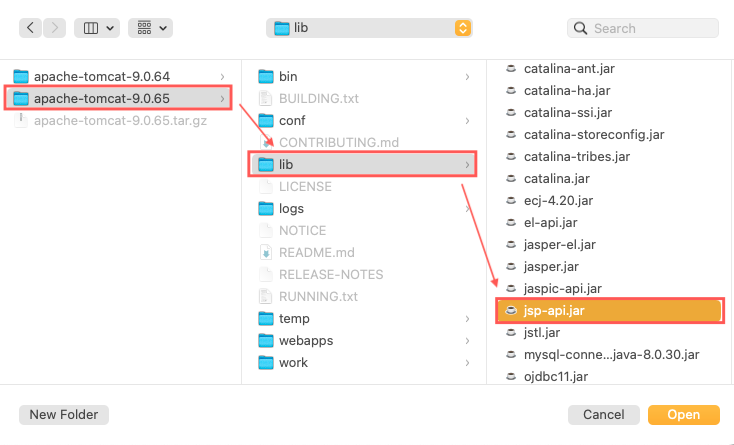 lib
Search
apache-tomcat-9.0.64
apache-tomcat-9.0.65
apache-tomcat-9.0.65.tar.gz
bin
BUILDING.txt
conf
CONTRIBUTING.md
lib
LICENSE
logs
NOTICE
README.md
RELEASE-NOTES
RUNNING.txt
temp
webapps
work
catalina-ant.jar
catalina-ha.jar
catalina-ssi.jar
catalina-storeconfig.jar
catalina-tribes.jar
catalina.jar
ecj-4.20.jar
el-api.jar
jasper-el.jar
jasper.jar
jaspic-api.jar
jsp-api.jar
jstl.jar
mysql-conne...java-8.0.30.jar
ojdbc11.jar
New Folder
Cancel
Open